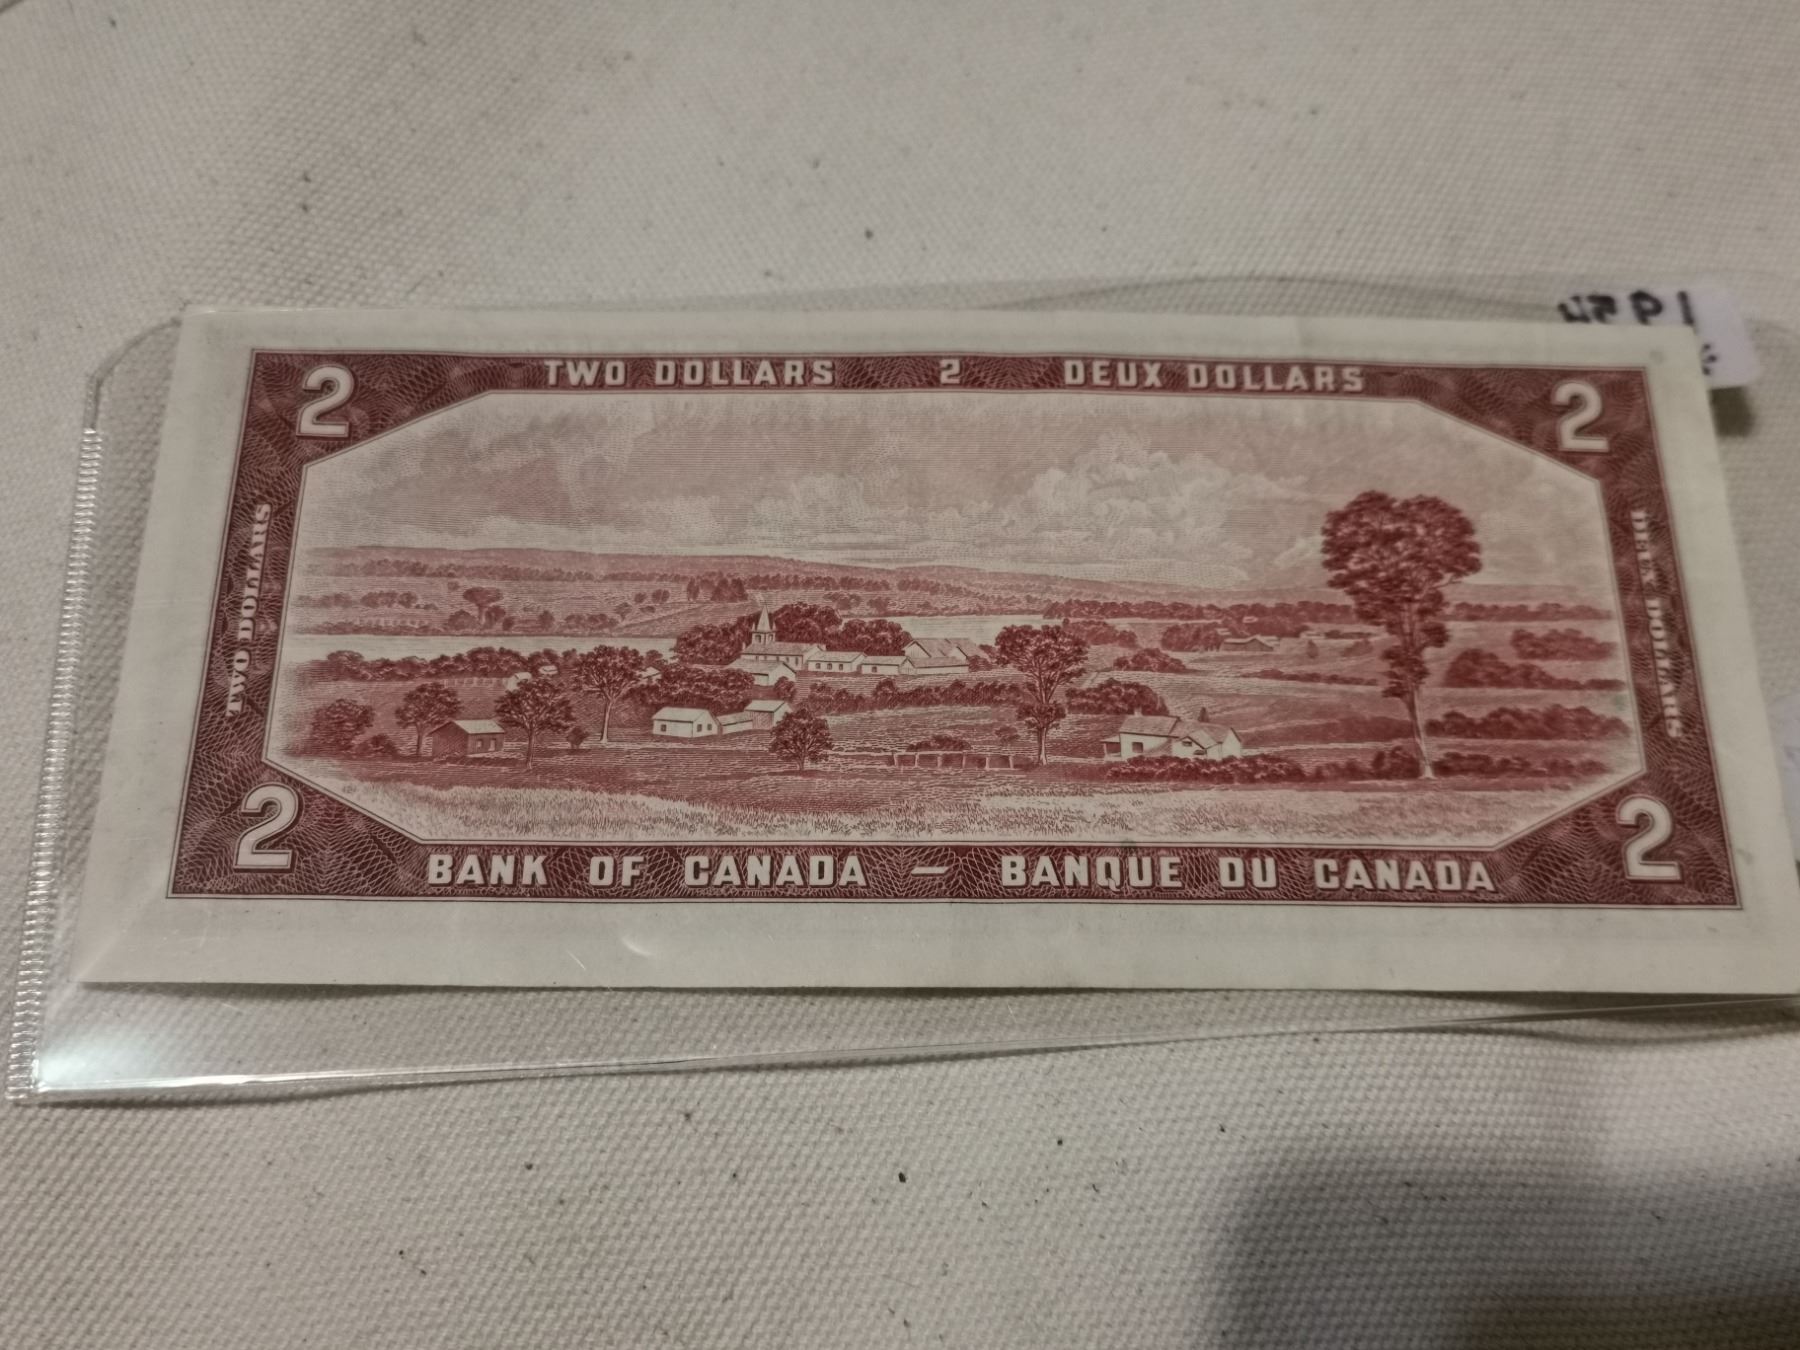 1954
2 TWO DOLLARS 2 DEUX DOLLARS 2
TWO DOLLARS
DEUX DOLLARS
2 BANK OF CANADA — BANQUE DU CANADA 2